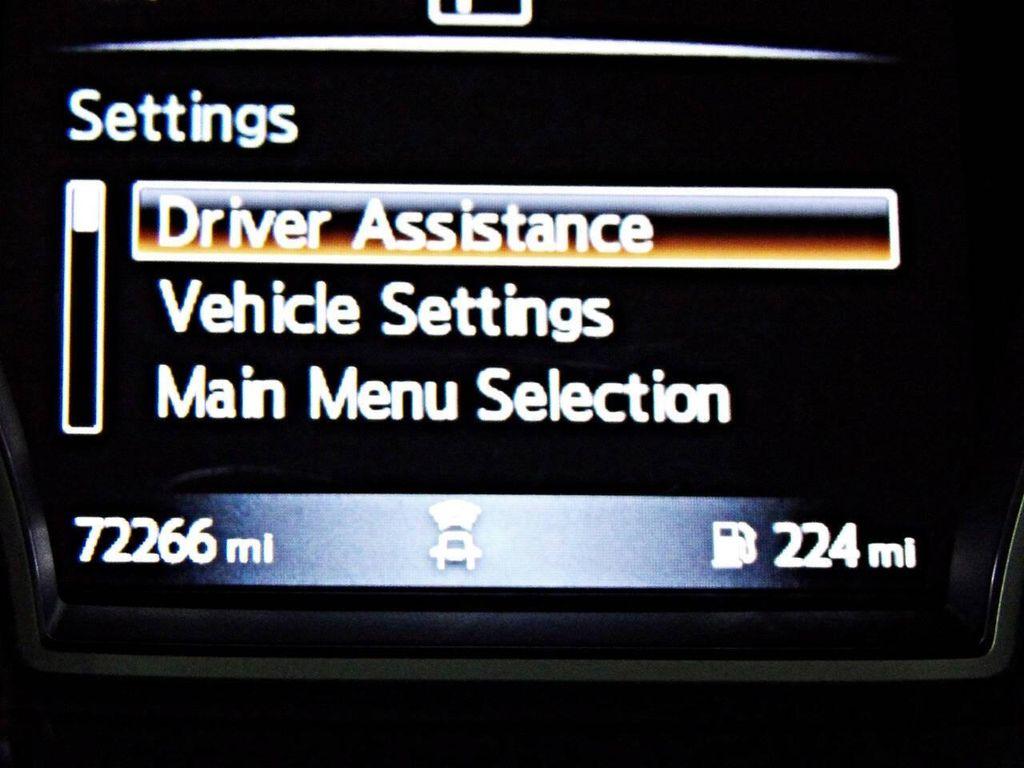 Settings
Driver Assistance
Vehicle Settings
Main Menu Selection
72266 mi 224 mi